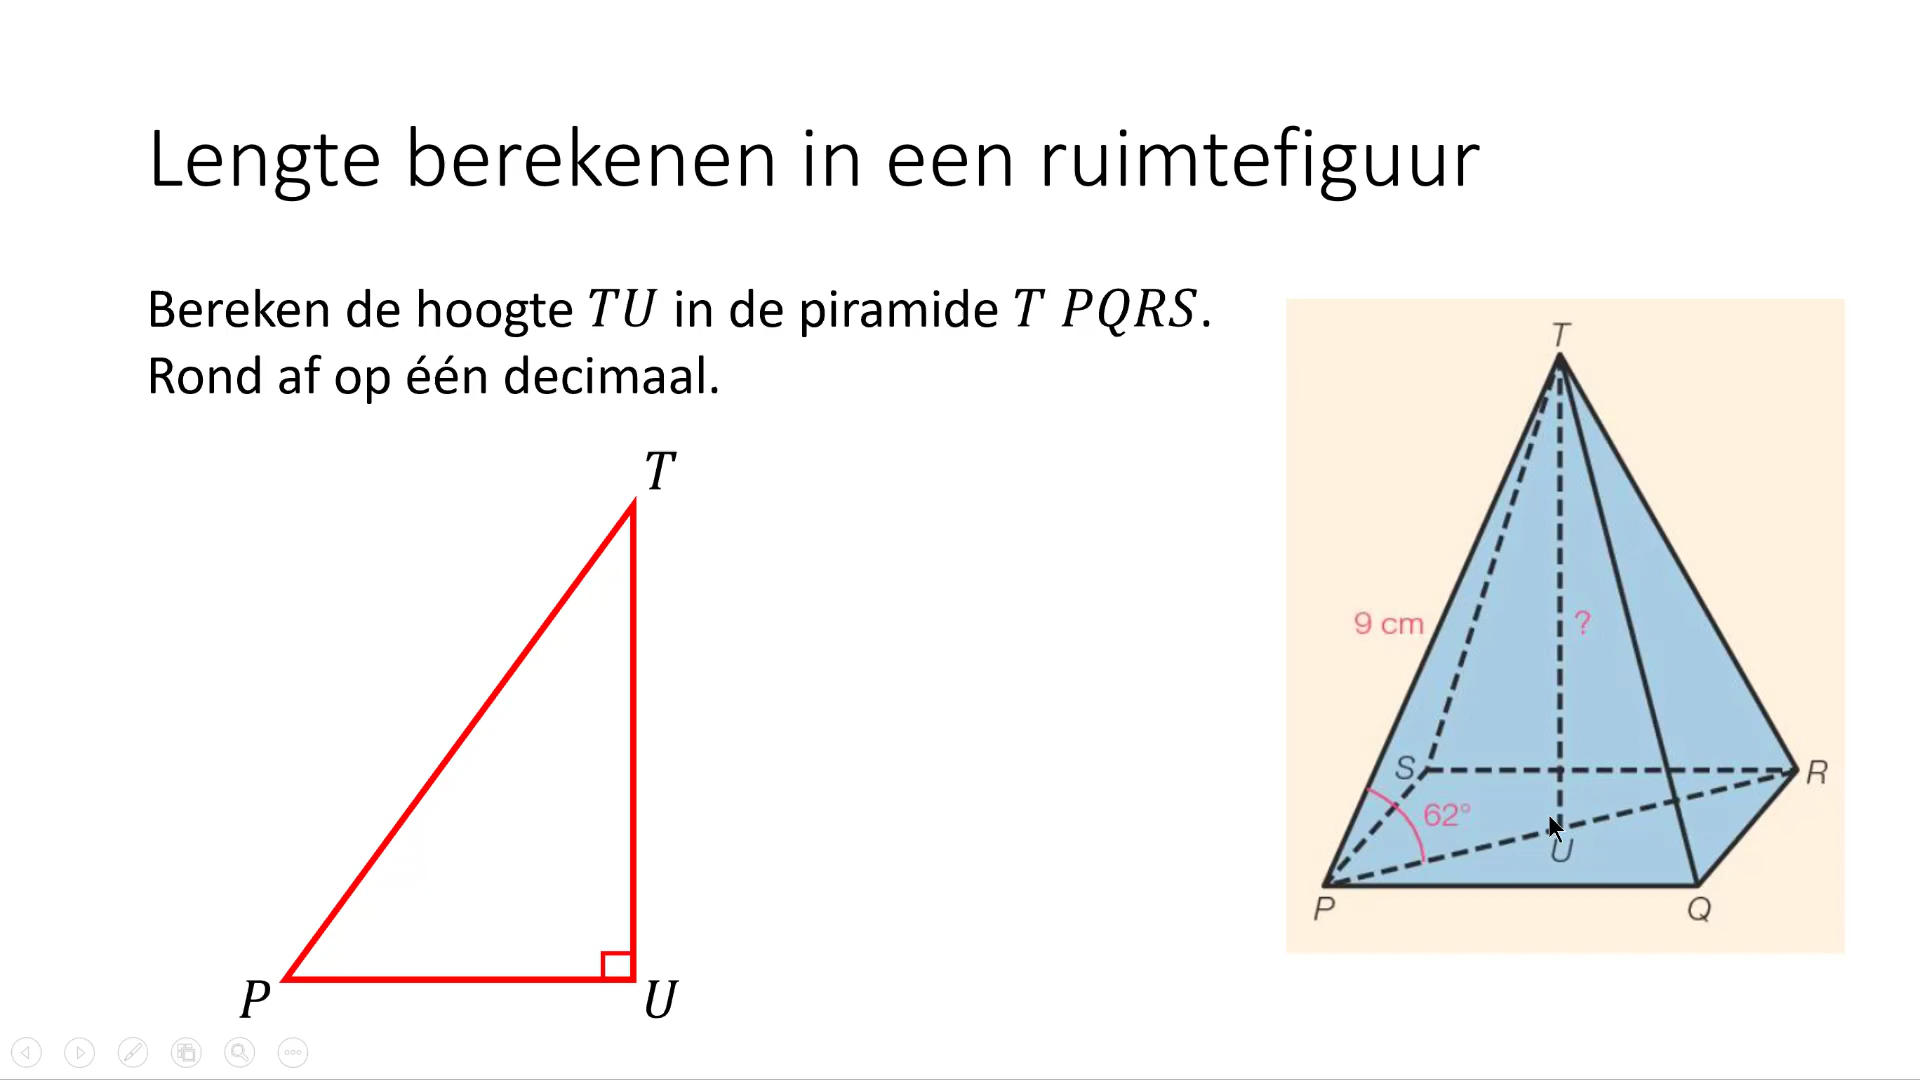 Lengte berekenen in een ruimtefiguur
Bereken de hoogte TU in de piramide T PQRS.
Rond af op één decimaal.
T
P
U
T
9 cm
?
S
R
62°
U
P
Q